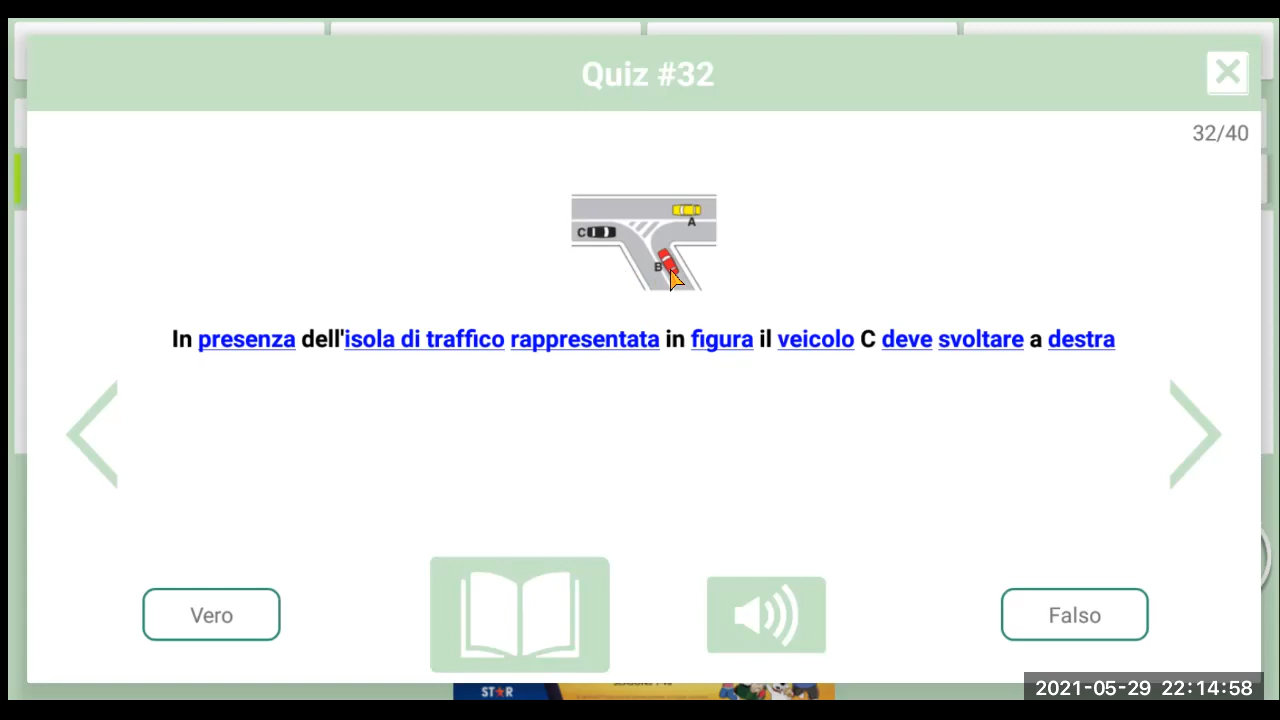 Quiz #32
32/40
A
C
B
In presenza dell'isola di traffico rappresentata in figura il veicolo C deve svoltare a destra
Vero
Falso
ST★R
2021-05-29 22:14:58